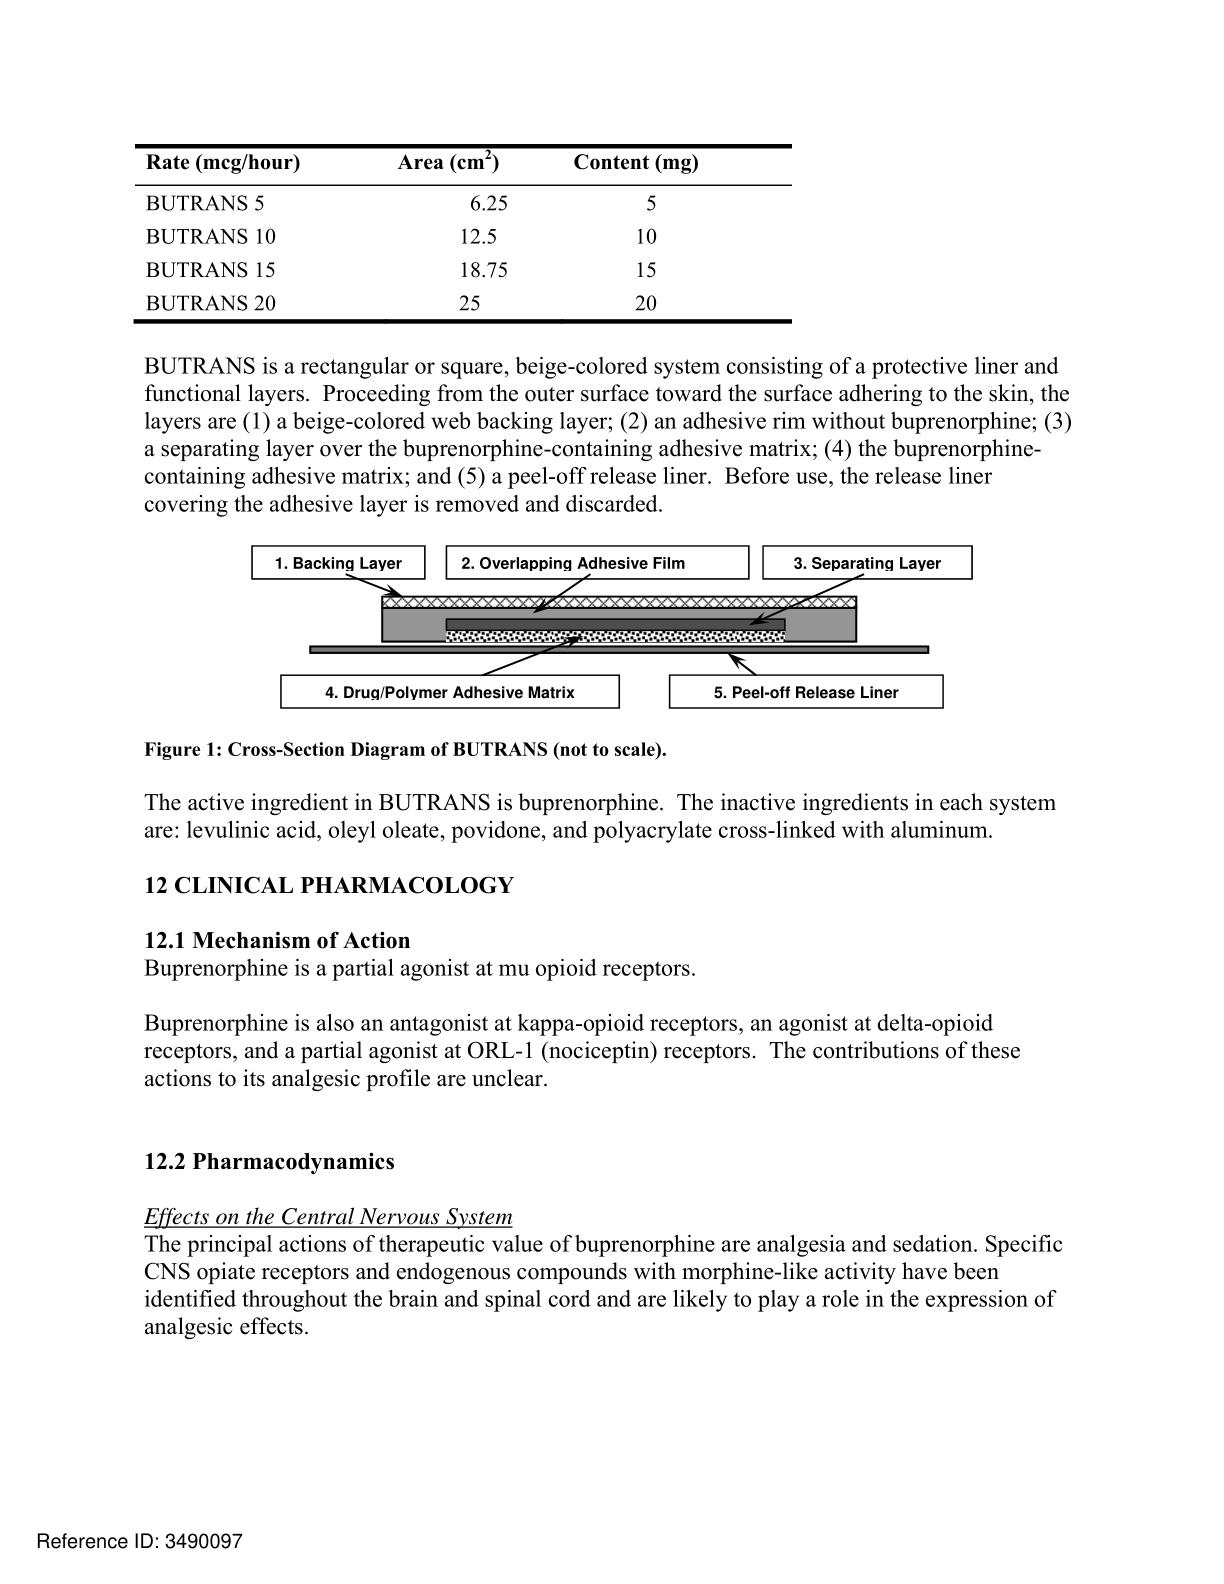 Rate (mcg/hour) Area (cm²) Content (mg)
BUTRANS 5 6.25 5
BUTRANS 10 12.5 10
BUTRANS 15 18.75 15
BUTRANS 20 25 20
BUTRANS is a rectangular or square, beige-colored system consisting of a protective liner and
functional layers. Proceeding from the outer surface toward the surface adhering to the skin, the
layers are (1) a beige-colored web backing layer; (2) an adhesive rim without buprenorphine; (3)
a separating layer over the buprenorphine-containing adhesive matrix; (4) the buprenorphine-
containing adhesive matrix; and (5) a peel-off release liner. Before use, the release liner
covering the adhesive layer is removed and discarded.
1. Backing Layer 2. Overlapping Adhesive Film 3. Separating Layer
4. Drug/Polymer Adhesive Matrix 5. Peel-off Release Liner
Figure 1: Cross-Section Diagram of BUTRANS (not to scale).
The active ingredient in BUTRANS is buprenorphine. The inactive ingredients in each system
are: levulinic acid, oleyl oleate, povidone, and polyacrylate cross-linked with aluminum.
12 CLINICAL PHARMACOLOGY
12.1 Mechanism of Action
Buprenorphine is a partial agonist at mu opioid receptors.
Buprenorphine is also an antagonist at kappa-opioid receptors, an agonist at delta-opioid
receptors, and a partial agonist at ORL-1 (nociceptin) receptors. The contributions of these
actions to its analgesic profile are unclear.
12.2 Pharmacodynamics
Effects on the Central Nervous System
The principal actions of therapeutic value of buprenorphine are analgesia and sedation. Specific
CNS opiate receptors and endogenous compounds with morphine-like activity have been
identified throughout the brain and spinal cord and are likely to play a role in the expression of
analgesic effects.
Reference ID: 3490097